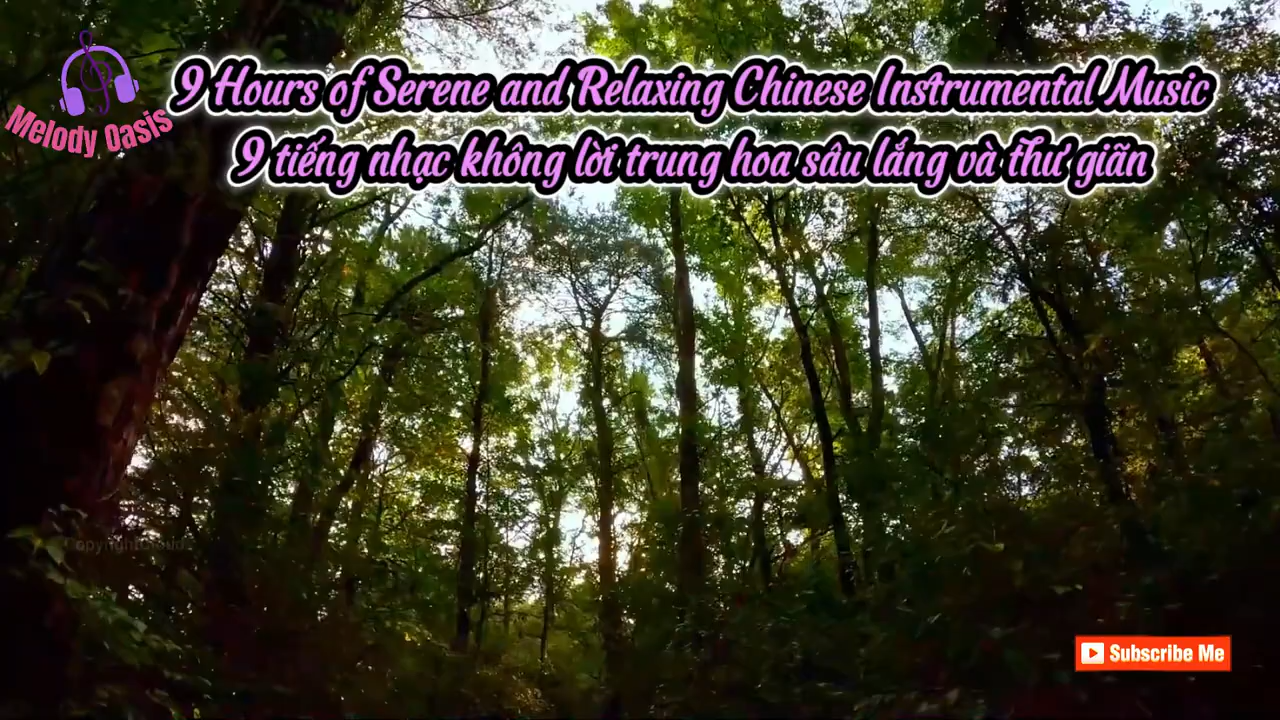 9 Hours of Serene and Relaxing Chinese Instrumental Music
9 tiếng nhạc không lời trung hoa sâu lắng và thư giãn
Melody Oasis
Subscribe Me